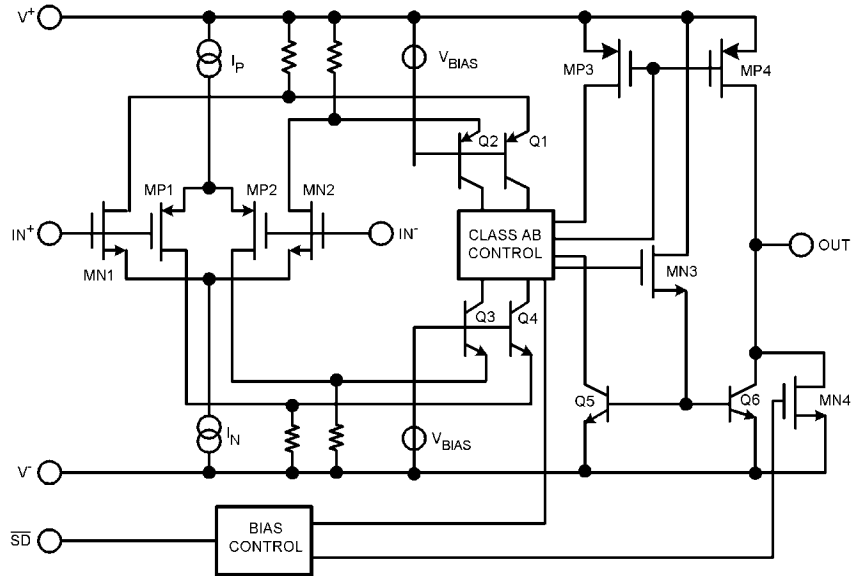 V+
IP
VBIAS
MP3
MP4
Q2
Q1
MP1
MP2
MN2
IN+
IN-
CLASS AB
CONTROL
OUT
MN1
MN3
Q3
Q4
Q5
Q6
MN4
IN
VBIAS
V-
SD
BIAS
CONTROL